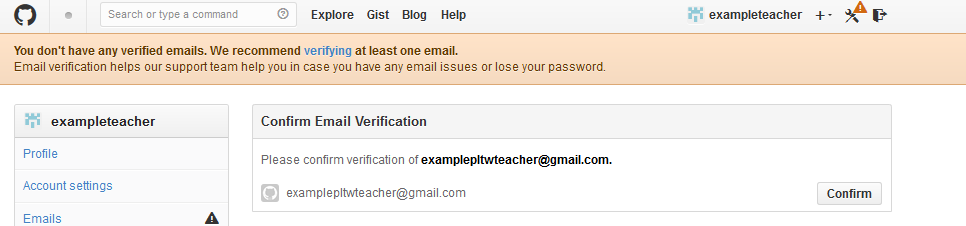 Search or type a command
Explore Gist Blog Help
exampleteacher
You don't have any verified emails. We recommend verifying at least one email.
Email verification helps our support team help you in case you have any email issues or lose your password.
exampleteacher
Profile
Account settings
Emails
Confirm Email Verification
Please confirm verification of examplepltwteacher@gmail.com.
examplepltwteacher@gmail.com
Confirm